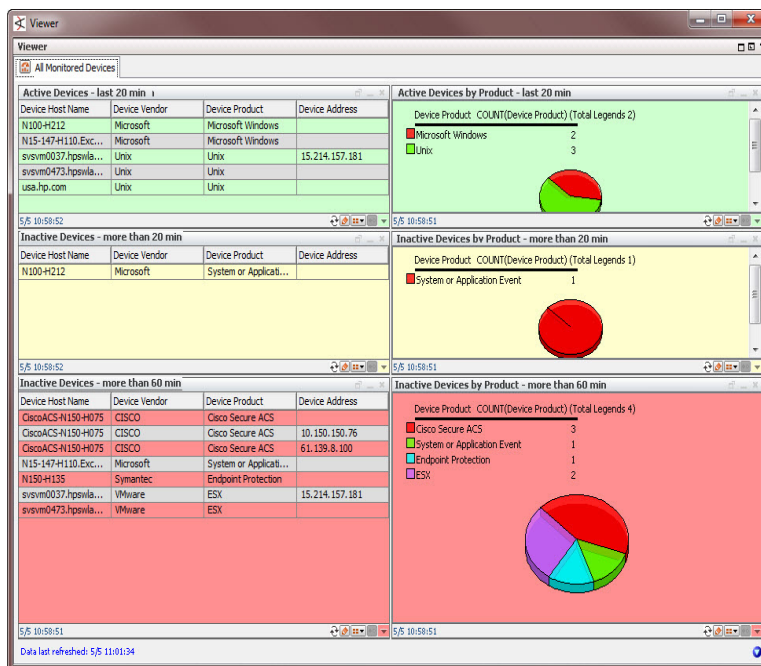 Viewer
Viewer
All Monitored Devices
Active Devices - last 20 min
Device Host Name Device Vendor Device Product Device Address
N100-H212 Microsoft Microsoft Windows
N15-147-H110.Exc... Microsoft Microsoft Windows
svsvm0037.hpswla... Unix Unix 15.214.157.181
svsvm0473.hpswla... Unix Unix
usa.hp.com Unix Unix
5/5 10:58:52
Active Devices by Product - last 20 min
Device Product COUNT(Device Product) (Total Legends 2)
Microsoft Windows 2
Unix 3
5/5 10:58:51
Inactive Devices - more than 20 min
Device Host Name Device Vendor Device Product Device Address
N100-H212 Microsoft System or Applicati...
5/5 10:58:52
Inactive Devices by Product - more than 20 min
Device Product COUNT(Device Product) (Total Legends 1)
System or Application Event 1
5/5 10:58:51
Inactive Devices - more than 60 min
Device Host Name Device Vendor Device Product Device Address
CiscoACS-N150-H075 CISCO Cisco Secure ACS
CiscoACS-N150-H075 CISCO Cisco Secure ACS 10.150.150.76
CiscoACS-N150-H075 CISCO Cisco Secure ACS 61.139.8.100
N15-147-H110.Exc... Microsoft System or Applicati...
N150-H135 Symantec Endpoint Protection
svsvm0037.hpswla... VMware ESX 15.214.157.181
svsvm0473.hpswla... VMware ESX
5/5 10:58:51
Inactive Devices by Product - more than 60 min
Device Product COUNT(Device Product) (Total Legends 4)
Cisco Secure ACS 3
System or Application Event 1
Endpoint Protection 1
ESX 2
5/5 10:58:51
Data last refreshed: 5/5 11:01:34